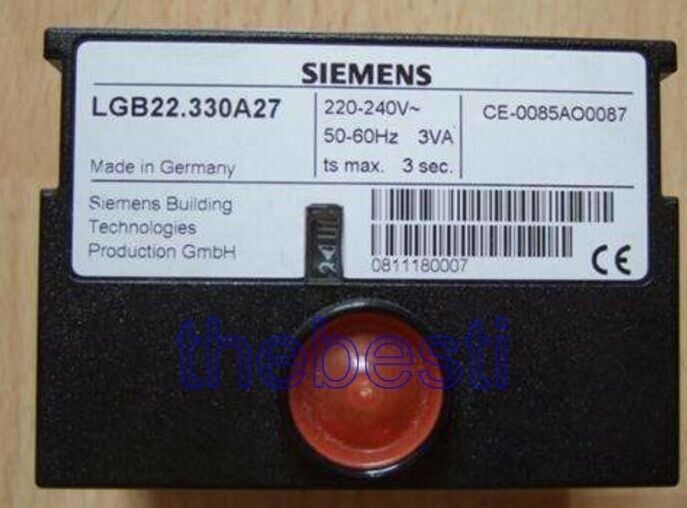 SIEMENS
LGB22.330A27
220-240V~
CE-0085AO0087
50-60Hz 3VA
Made in Germany
ts max. 3 sec.
Siemens Building
Technologies
Production GmbH
0811180007
CE
2◄
thebesti